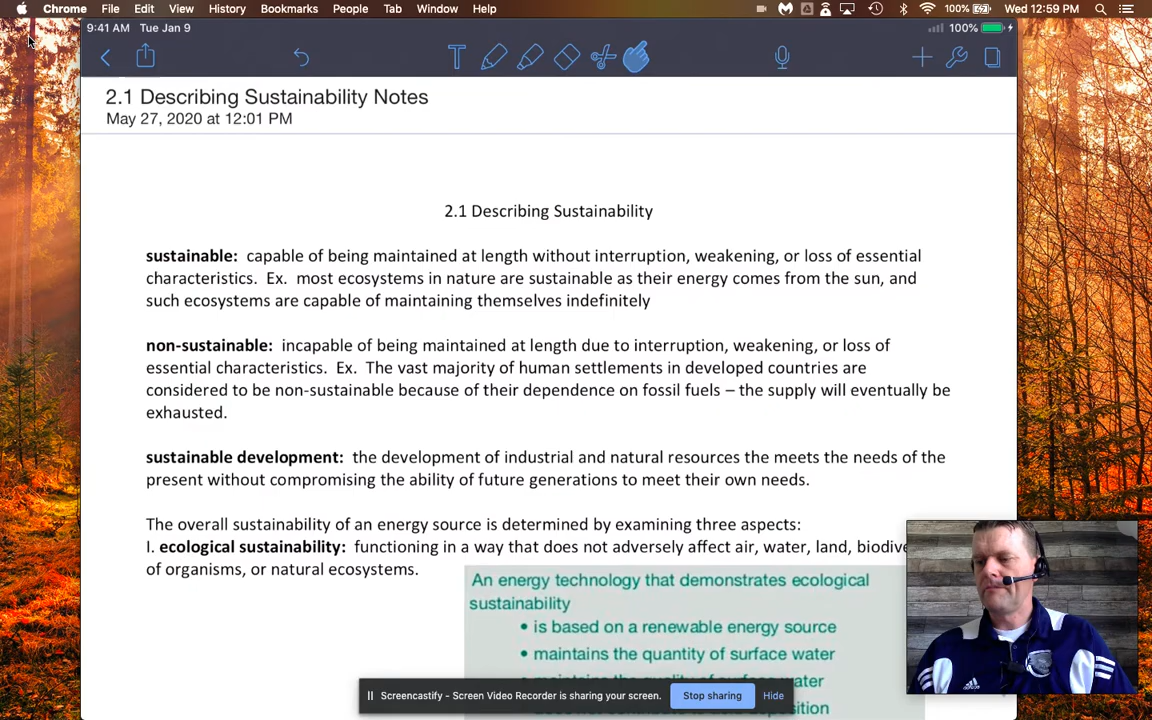 Chrome File Edit View History Bookmarks People Tab Window Help 100% Wed 12:59 PM
9:41 AM Tue Jan 9 100%
2.1 Describing Sustainability Notes
May 27, 2020 at 12:01 PM
2.1 Describing Sustainability
sustainable: capable of being maintained at length without interruption, weakening, or loss of essential
characteristics. Ex. most ecosystems in nature are sustainable as their energy comes from the sun, and
such ecosystems are capable of maintaining themselves indefinitely
non-sustainable: incapable of being maintained at length due to interruption, weakening, or loss of
essential characteristics. Ex. The vast majority of human settlements in developed countries are
considered to be non-sustainable because of their dependence on fossil fuels – the supply will eventually be
exhausted.
sustainable development: the development of industrial and natural resources the meets the needs of the
present without compromising the ability of future generations to meet their own needs.
The overall sustainability of an energy source is determined by examining three aspects:
I. ecological sustainability: functioning in a way that does not adversely affect air, water, land, biodive
of organisms, or natural ecosystems.
An energy technology that demonstrates ecological
sustainability
• is based on a renewable energy source
• maintains the quantity of surface water
Screencastify - Screen Video Recorder is sharing your screen. Stop sharing Hide